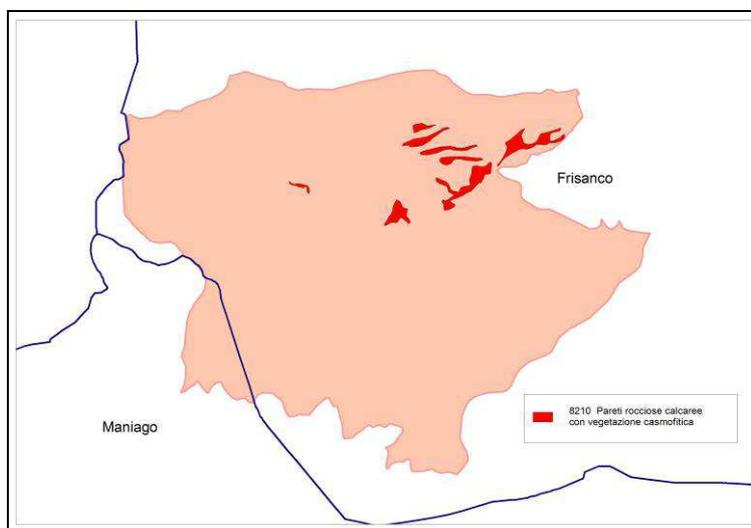 Frisanco
8210 Pareti rocciose calcaree
con vegetazione casmofitica
Maniago